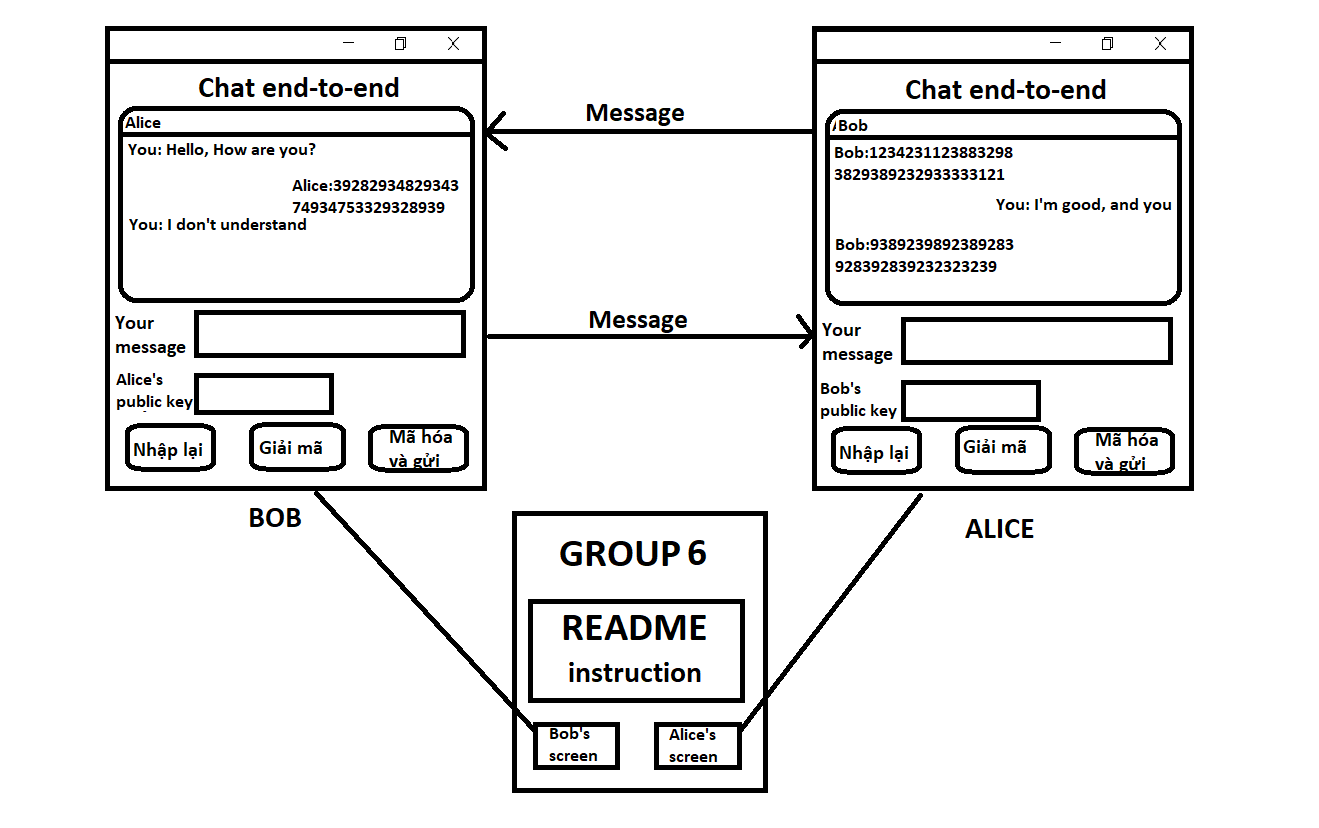 Chat end-to-end
Alice
You: Hello, How are you?
Alice:39282934829343
74934753329328939
You: I don't understand
Your
message
Alice's
public key
Nhập lại
Giải mã
Mã hóa
và gửi
BOB
Message
Message
Chat end-to-end
Bob
Bob:1234231123883298
3829389232933333121
You: I'm good, and you
Bob:9389239892389283
928392839232323239
Your
message
Bob's
public key
Nhập lại
Giải mã
Mã hóa
và gửi
ALICE
GROUP 6
README
instruction
Bob's
screen
Alice's
screen